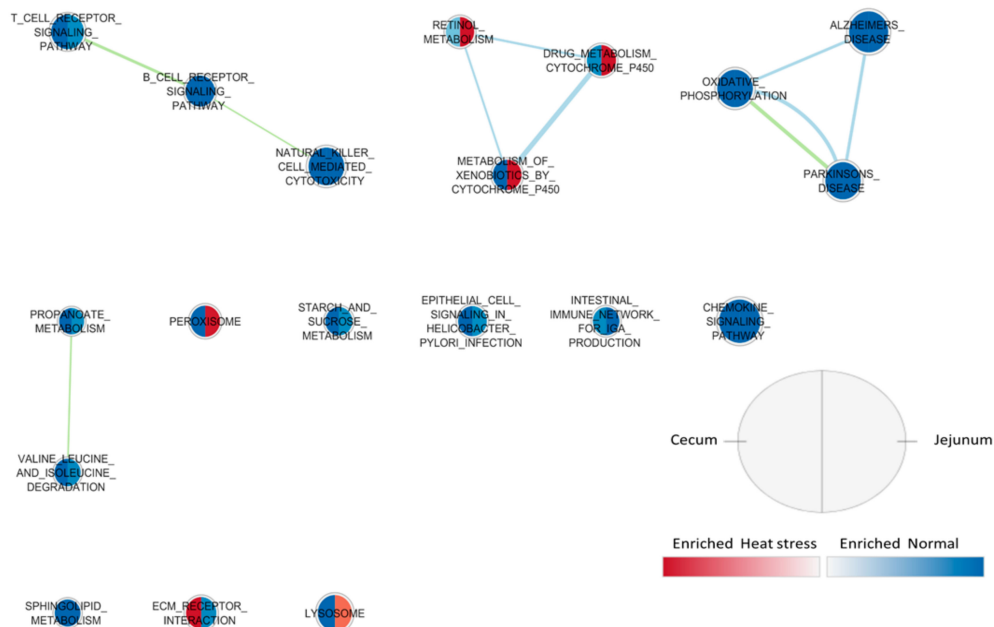 T_CELL_RECEPTOR_
SIGNALING_
PATHWAY
B_CELL_RECEPTOR_
SIGNALING_
PATHWAY
NATURAL_KILLER_
CELL_MEDIATED_
CYTOTOXICITY
RETINOL_
METABOLISM
DRUG_METABOLISM_
CYTOCHROME_P450
METABOLISM_OF_
XENOBIOTICS_BY_
CYTOCHROME_P450
ALZHEIMERS_
DISEASE
OXIDATIVE_
PHOSPHORYLATION
PARKINSONS_
DISEASE
PROPANOATE_
METABOLISM
PEROXISOME
STARCH_AND_
SUCROSE_
METABOLISM
EPITHELIAL_CELL_
SIGNALING_IN_
HELICOBACTER_
PYLORI_INFECTION
INTESTINAL_
IMMUNE_NETWORK_
FOR_IGA_
PRODUCTION
CHEMOKINE_
SIGNALING_
PATHWAY
Cecum
Jejunum
VALINE_LEUCINE_
AND_ISOLEUCINE_
DEGRADATION
Enriched Heat stress
Enriched Normal
SPHINGOLIPID_
METABOLISM
ECM_RECEPTOR_
INTERACTION
LYSOSOME